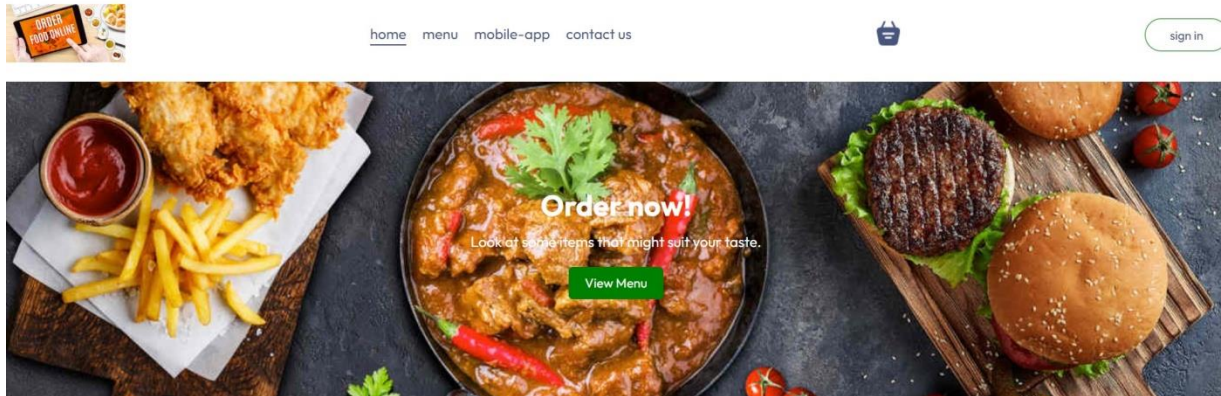 ORDER
FOOD ONLINE
home menu mobile-app contact us
sign in
Order now!
Look at some items that might suit your taste.
View Menu